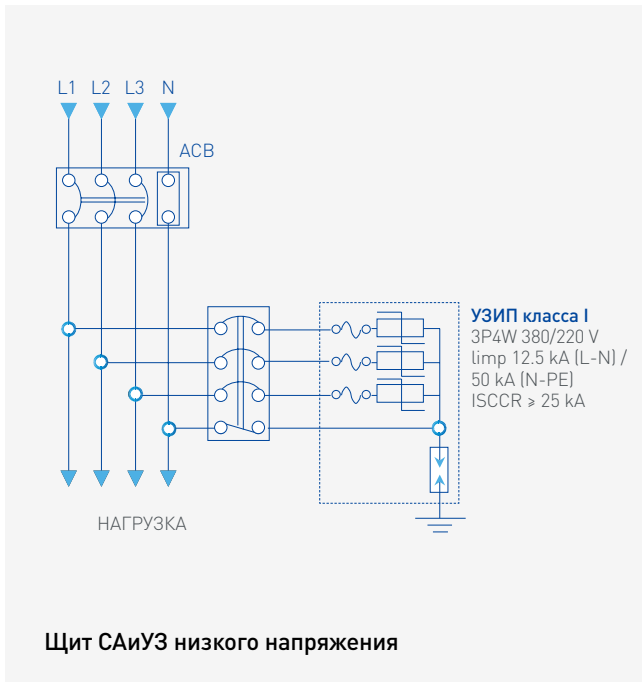 L1 L2 L3 N
ACB
УЗИП класса I
3P4W 380/220 V
limp 12.5 kA (L-N) /
50 kA (N-PE)
ISCCR ≥ 25 kA
НАГРУЗКА
Щит САиУЗ низкого напряжения